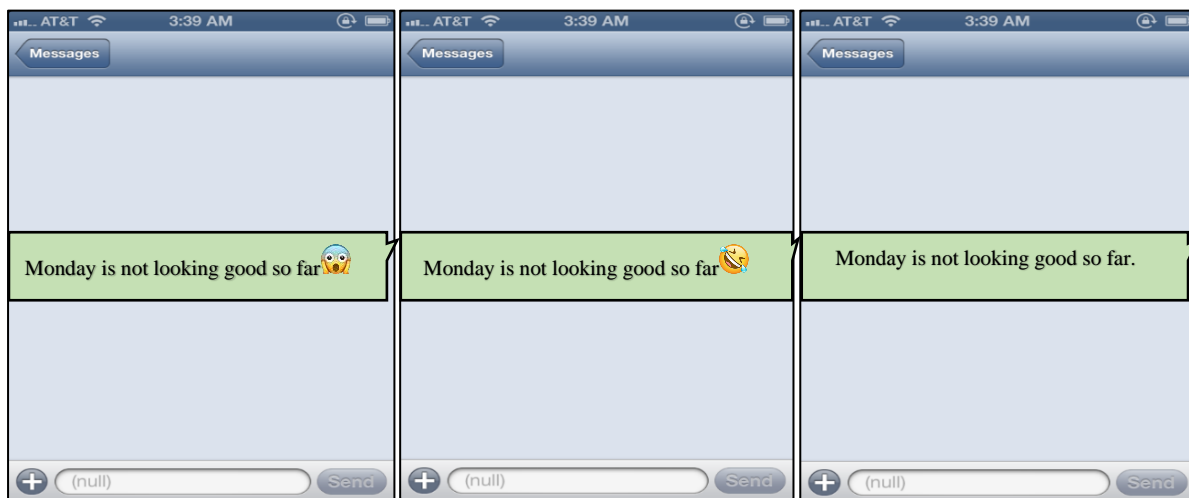 AT&T 3:39 AM
Messages
Monday is not looking good so far😱
(null) Send
AT&T 3:39 AM
Messages
Monday is not looking good so far🤣
(null) Send
AT&T 3:39 AM
Messages
Monday is not looking good so far.
(null) Send